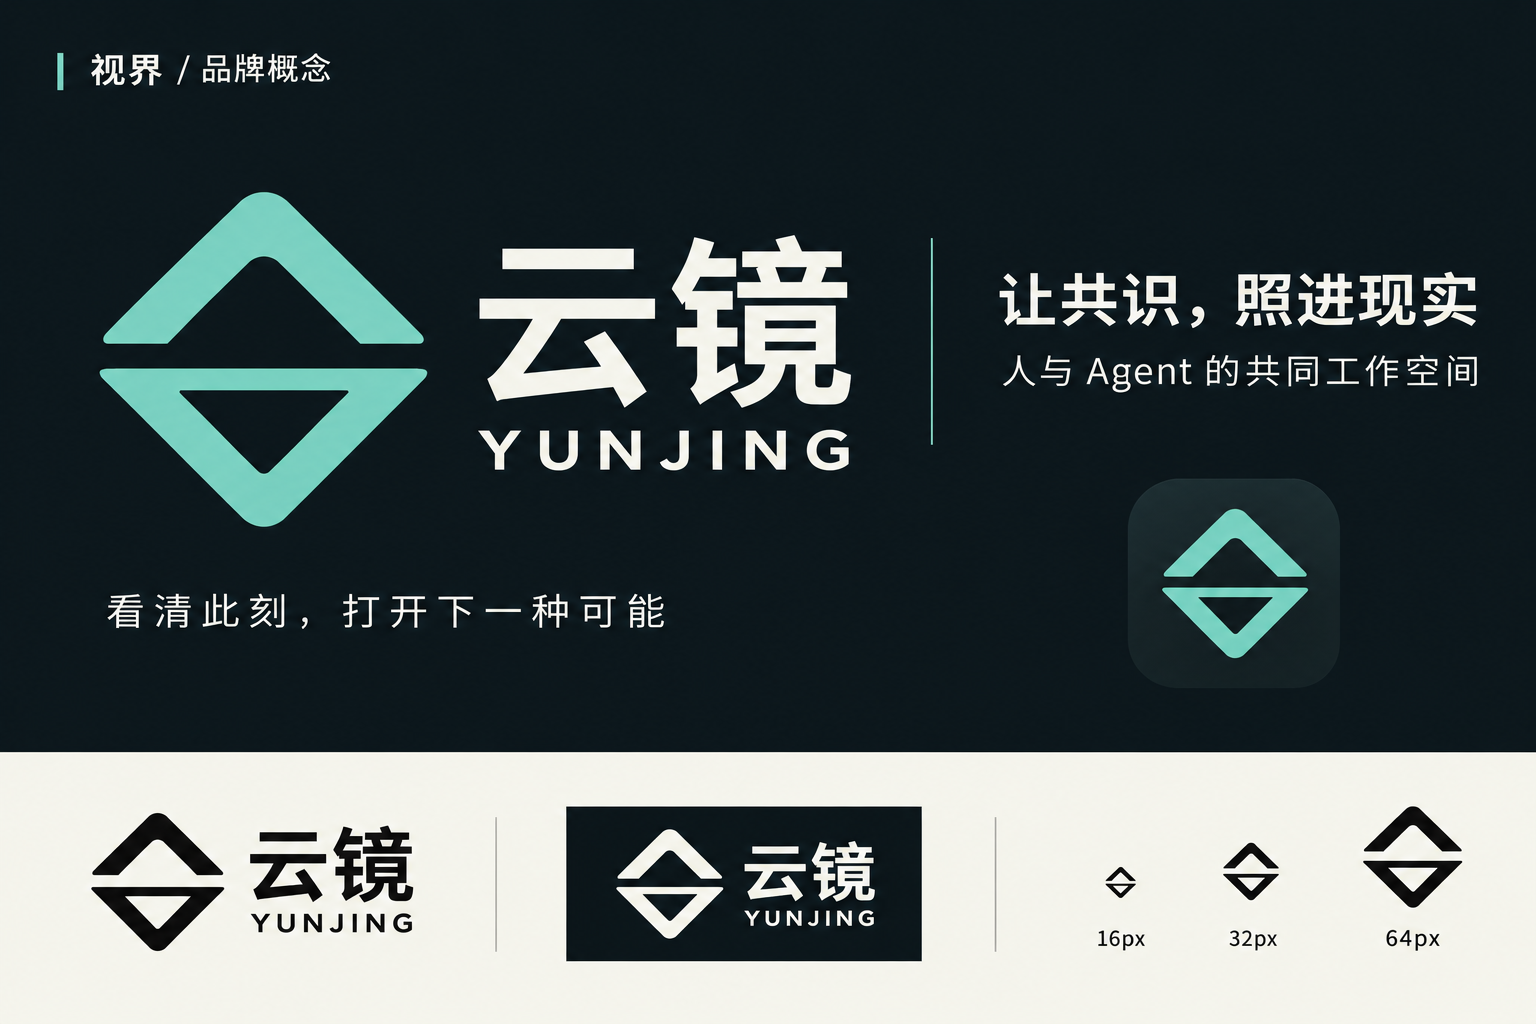 视界 / 品牌概念
云镜
YUNJING
让共识，照进现实
人与 Agent 的共同工作空间
看清此刻，打开下一种可能
云镜
YUNJING
云镜
YUNJING
16px
32px
64px